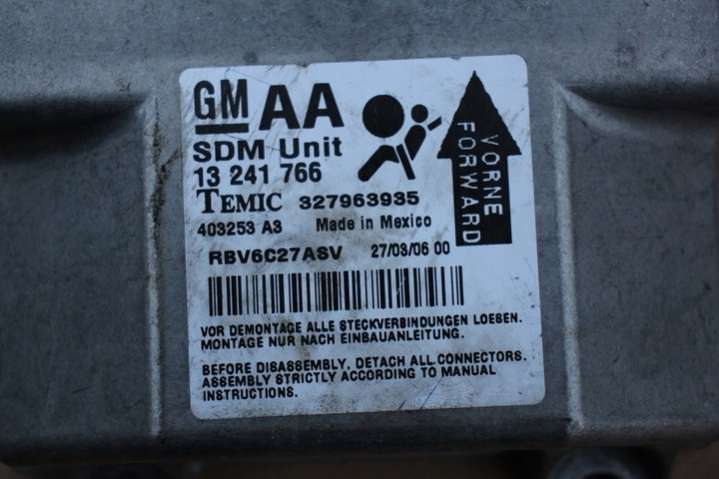 GM AA
SDM Unit
13 241 766
TEMIC 327963935
403253 A3 Made in Mexico
RBV6C27ASV 27/03/06 00
VORNE
FORWARD
VOR DEMONTAGE ALLE STECKVERBINDUNGEN LOESEN.
MONTAGE NUR NACH EINBAUANLEITUNG.
BEFORE DISASSEMBLY, DETACH ALL CONNECTORS.
ASSEMBLY STRICTLY ACCORDING TO MANUAL
INSTRUCTIONS.